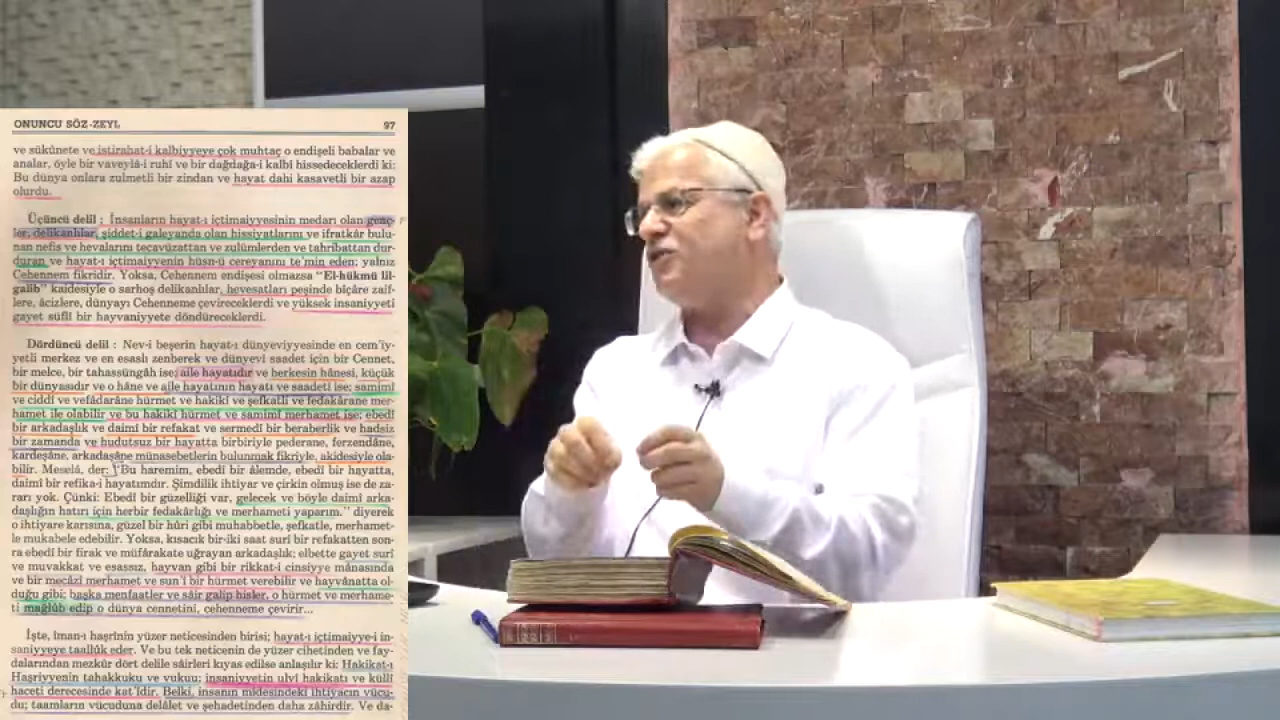 ONUNCU SÖZ-ZEYL 97
ve sükûnete ve istirahat-i kalbiyyeye çok muhtaç o endişeli babalar ve
analar, öyle bir vaveylâ-i ruhî ve bir dağdağa-i kalbî hissedeceklerdi ki:
Bu dünya onlara zulmetli bir zindan ve hayat dahi kasavetli bir azap
olurdu.
Üçüncü delil : İnsanların hayat-ı içtimaiyyesinin medarı olan genç-
ler, delikanlılar, şiddet-i galeyanda olan hissiyatlarını ve ifratkâr bulu-
nan nefis ve hevalarını tecavüzattan ve zulümlerden ve tahribattan dur-
duran ve hayat-ı içtimaiyyenin hüsn-ü cereyanını te'min eden; yalnız
Cehennem fikridir. Yoksa, Cehennem endişesi olmazsa "El-hükmü lil-
galib" kaidesiyle o sarhoş delikanlılar, hevesatları peşinde bîçâre zaif-
lere, âcizlere, dünyayı Cehenneme çevireceklerdi ve yüksek insaniyyeti
gayet süflî bir hayvaniyyete döndüreceklerdi.
Dördüncü delil : Nev-i beşerin hayat-ı dünyeviyyesinde en cem'iy-
yetli merkez ve en esaslı zenberek ve dünyevî saadet için bir Cennet,
bir melce, bir tahassüngâh ise; aile hayatıdır ve herkesin hânesi, küçük
bir dünyasıdır ve o hâne ve aile hayatının hayatı ve saadeti ise; samimî
ve ciddî ve vefâdarâne hürmet ve hakikî ve şefkatli ve fedakârane mer-
hamet ile olabilir ve bu hakikî hürmet ve samimî merhamet ise; ebedî
bir arkadaşlık ve daimî bir refakat ve sermedî bir beraberlik ve hadsiz
bir zamanda ve hudutsuz bir hayatta birbiriyle pederane, ferzendâne,
kardeşâne, arkadaşâne münasebetlerin bulunmak fikriyle, akidesiyle ola-
bilir. Meselâ, der: "Bu haremim, ebedî bir âlemde, ebedî bir hayatta,
daimî bir refika-i hayatımdır. Şimdilik ihtiyar ve çirkin olmuş ise de za-
rarı yok. Çünki: Ebedî bir güzelliği var, gelecek ve böyle daimî arka-
daşlığın hatırı için herbir fedakârlığı ve merhameti yaparım." diyerek
o ihtiyare karısına, güzel bir hûri gibi muhabbetle, şefkatle, merhamet-
le mukabele edebilir. Yoksa, kısacık bir-iki saat surî bir refakatten son-
ra ebedî bir firak ve müfârakate uğrayan arkadaşlık; elbette gayet surî
ve muvakkat ve esassız, hayvan gibi bir rikkat-i cinsiyye mânasında
ve bir mecâzî merhamet ve sun'î bir hürmet verebilir ve hayvânatta ol-
duğu gibi; başka menfaatler ve sâir galip hisler, o hürmet ve merhame-
ti mağlûb edip o dünya cennetini, cehenneme çevirir...
İşte, iman-ı haşrînin yüzer neticesinden birisi; hayat-ı içtimaiyye-i in-
saniyyeye taallûk eder. Ve bu tek neticenin de yüzer cihetinden ve fay-
dalarından mezkûr dört delile sâirleri kıyas edilse anlaşılır ki: Hakikat-ı
Haşriyyenin tahakkuku ve vukuu; insaniyyetin ulvî hakikatı ve küllî
haceti derecesinde kat'îdir. Belki, insanın midesindeki ihtiyacın vücu-
du; taamların vücuduna delâlet ve şehadetinden daha zâhirdir. Ve da-